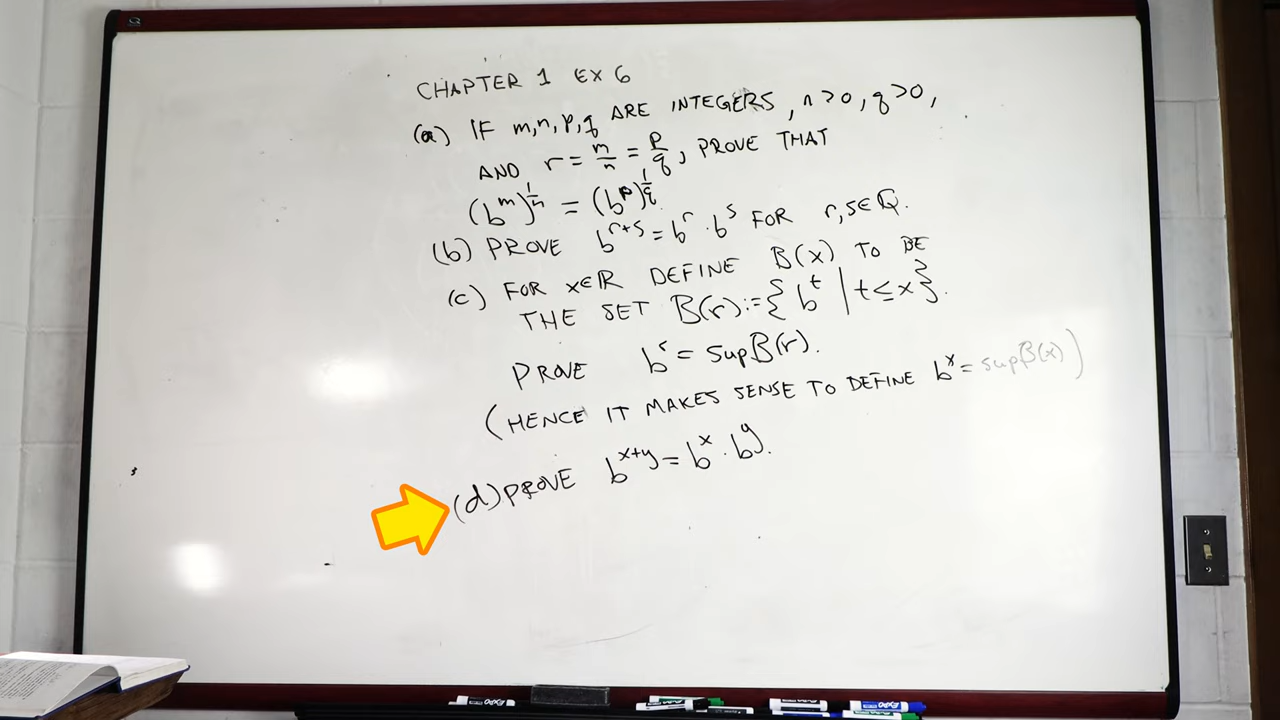 CHAPTER 1 EX 6
(a) IF m,n,p,q ARE INTEGERS, n>0, q>0,
AND r = m/n = p/q, PROVE THAT
(b^m)^(1/n) = (b^p)^(1/q).
(b) PROVE b^(r+s) = b^r · b^s FOR r,s∈ℚ.
(c) FOR x∈ℝ DEFINE B(x) TO BE
THE SET B(r):={b^t | t≤x}.
PROVE b^r = sup B(r).
(HENCE IT MAKES SENSE TO DEFINE b^x = sup B(x))
(d) PROVE b^(x+y) = b^x · b^y.